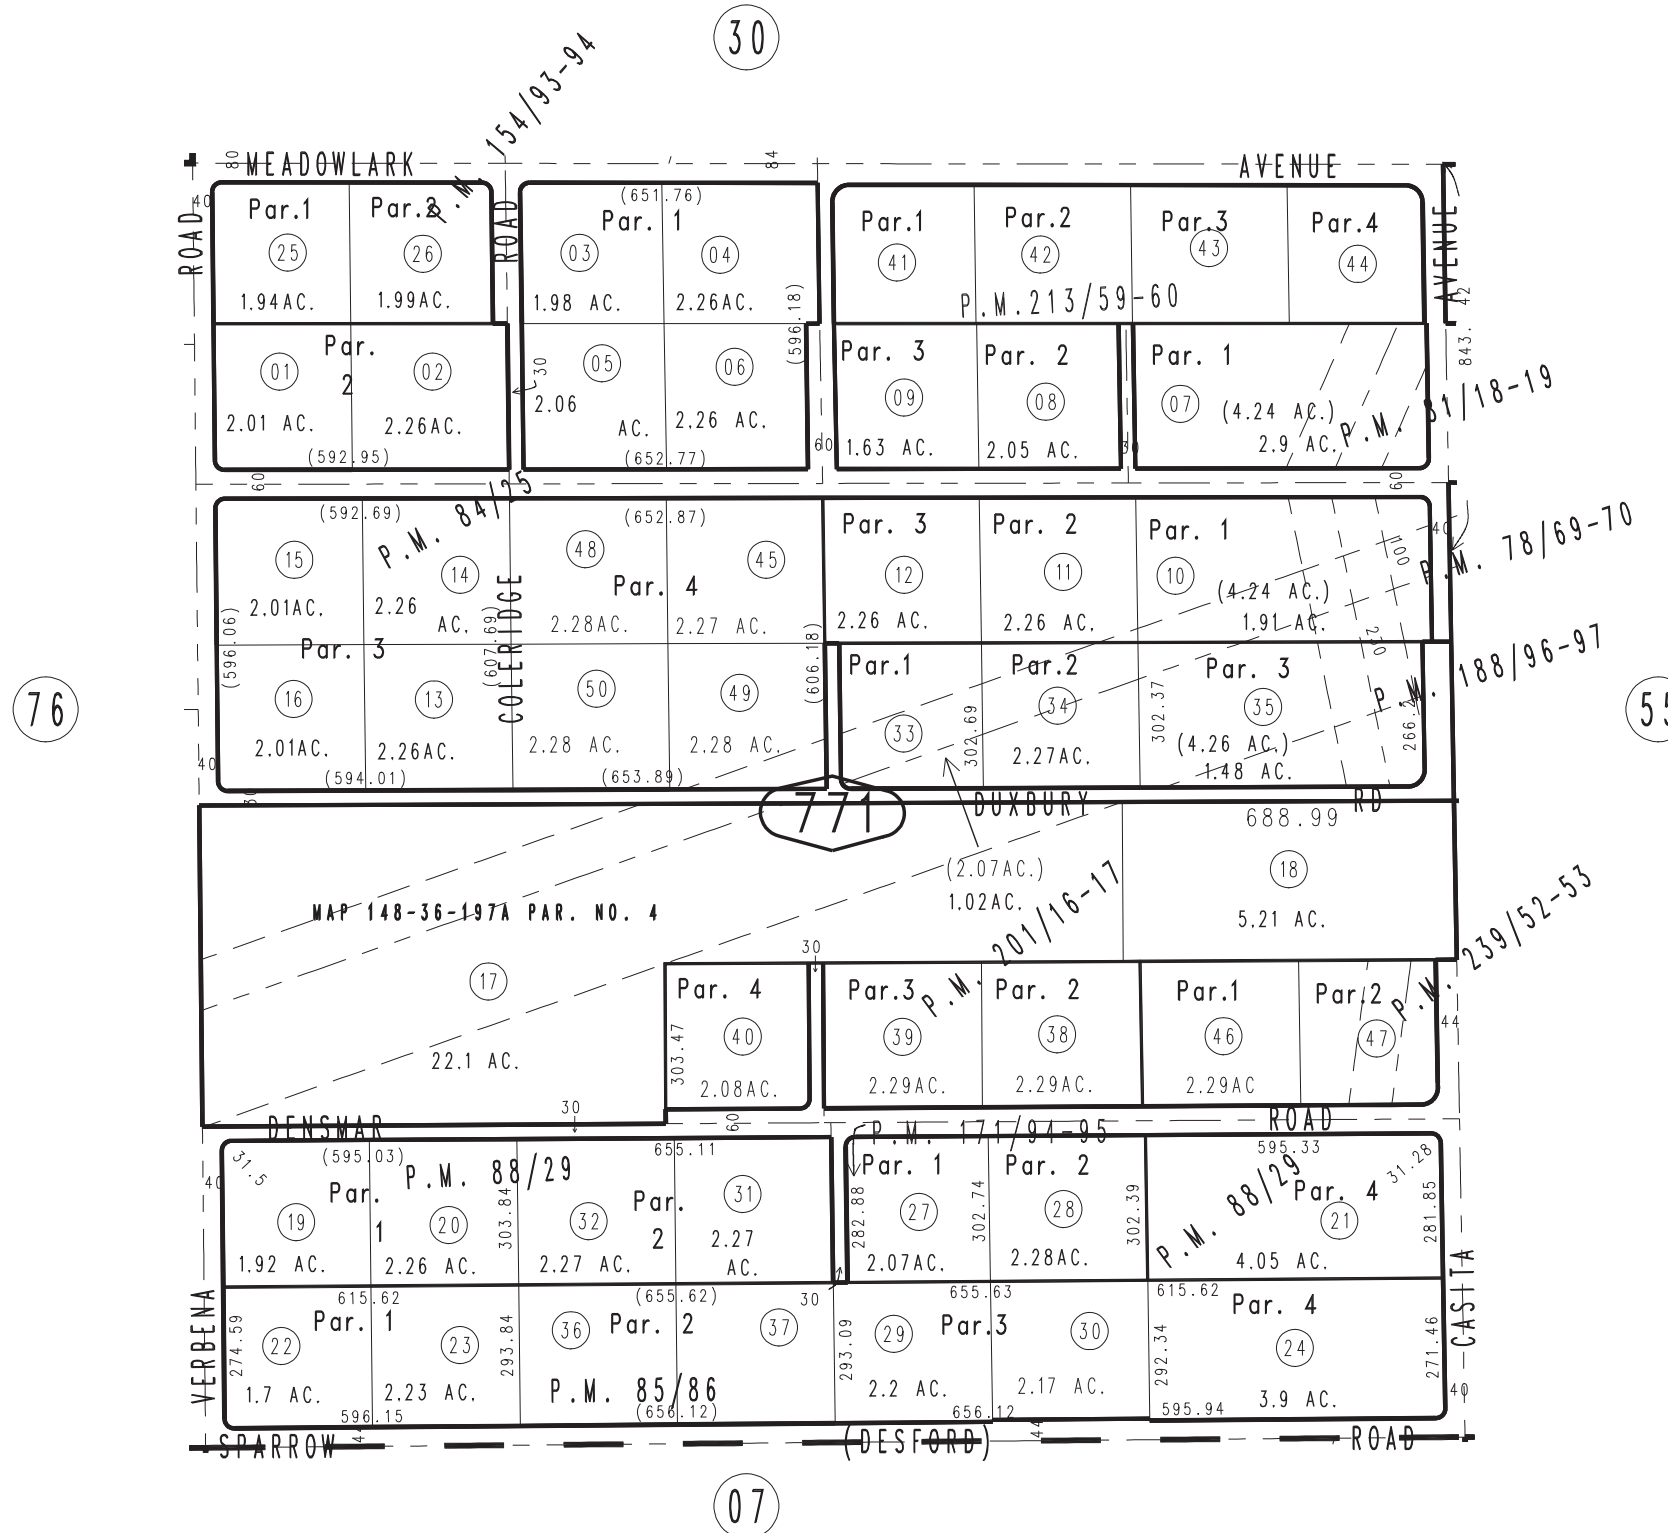 30
P.M. 154/93-94
80 MEADOWLARK 84 AVENUE
40
ROAD
ROAD
AVENUE
42
843.
Par.1 Par.2 (651.76) Par. 1 Par.1 Par.2 Par.3 Par.4
25 26 03 04 41 42 43 44
1.94AC. 1.99AC. 1.98 AC. 2.26AC.
(596.18)
P.M.213/59-60
Par. 2
01 02 05 06
30
2.01 AC. 2.26AC. 2.06 AC. 2.26 AC.
(592.95) (652.77)
Par. 3 Par. 2 Par. 1
09 08 07
(4.24 AC.)
1.63 AC. 2.05 AC. 2.9 AC.
P.M. 81/18-19
60 30
60 60
P.M. 84/25
(592.69) (652.87)
Par. 3 Par. 2 Par. 1
40
100
P.M. 78/69-70
15 14 48 45 12 11 10
Par. 4
(4.24 AC.)
2.01AC. 2.26 AC. 2.28AC. 2.27 AC. 2.26 AC. 2.26 AC. 1.91 AC.
(596.06)
(607.69)
COLERIDGE
(606.18)
230
Par. 3
Par.1 Par.2 Par. 3
P.M. 188/96-97
16 13 50 49 33 34 35
302.69
302.37
(4.26 AC.)
2.01AC. 2.26AC. 2.28 AC. 2.28 AC. 2.27AC. 1.48 AC.
(594.01) (653.89)
40
30
76
55
771 DUXBURY RD
688.99
(2.07AC.)
1.02AC.
18
5.21 AC.
MAP 148-36-197A PAR. NO. 4
P.M. 201/16-17
P.M. 239/52-53
30
17
22.1 AC.
Par. 4 Par.3 Par. 2 Par.1 Par.2
303.47
40 39 38 46 47
44
2.08AC. 2.29AC. 2.29AC. 2.29AC
30
60
DENSMAR ROAD
P.M. 171/94-95
31.5
(595.03) 655.11 595.33
31.28
40
P.M. 88/29
P.M. 88/29
Par. 1 Par. 2 Par. 1 Par. 2 Par. 4
19 20 32 31 27 28 21
303.84
282.88
302.74
302.39
281.85
1.92 AC. 2.26 AC. 2.27 AC. 2.27 AC. 2.07AC. 2.28AC. 4.05 AC.
615.62 (655.62) 30 655.63 615.62
Par. 1 Par. 2 Par.3 Par. 4
22 23 36 37 29 30 24
VERBENA
274.59
293.84
293.09
292.34
271.46
CASITA
1.7 AC. 2.23 AC. P.M. 85/86 2.2 AC. 2.17 AC. 3.9 AC.
40
596.15 (656.12) 656.12 595.94
44 44
SPARROW (DESFORD) ROAD
07